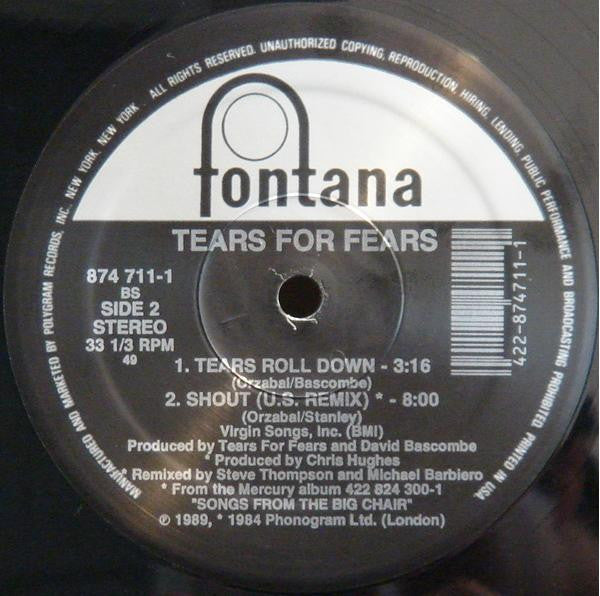 MANUFACTURED AND MARKETED BY POLYGRAM RECORDS, INC. NEW YORK, NEW YORK. ALL RIGHTS RESERVED. UNAUTHORIZED COPYING, REPRODUCTION, HIRING, LENDING, PUBLIC PERFORMANCE AND BROADCASTING PROHIBITED. PRINTED IN USA.
fontana
TEARS FOR FEARS
874 711-1
BS
SIDE 2
STEREO
33 1/3 RPM
49
422-874711-1
1. TEARS ROLL DOWN - 3:16
(Orzabal/Bascombe)
2. SHOUT (U.S. REMIX) * - 8:00
(Orzabal/Stanley)
Virgin Songs, Inc. (BMI)
Produced by Tears For Fears and David Bascombe
* Produced by Chris Hughes
* Remixed by Steve Thompson and Michael Barbiero
* From the Mercury album 422 824 300-1
"SONGS FROM THE BIG CHAIR"
℗ 1989, * 1984 Phonogram Ltd. (London)